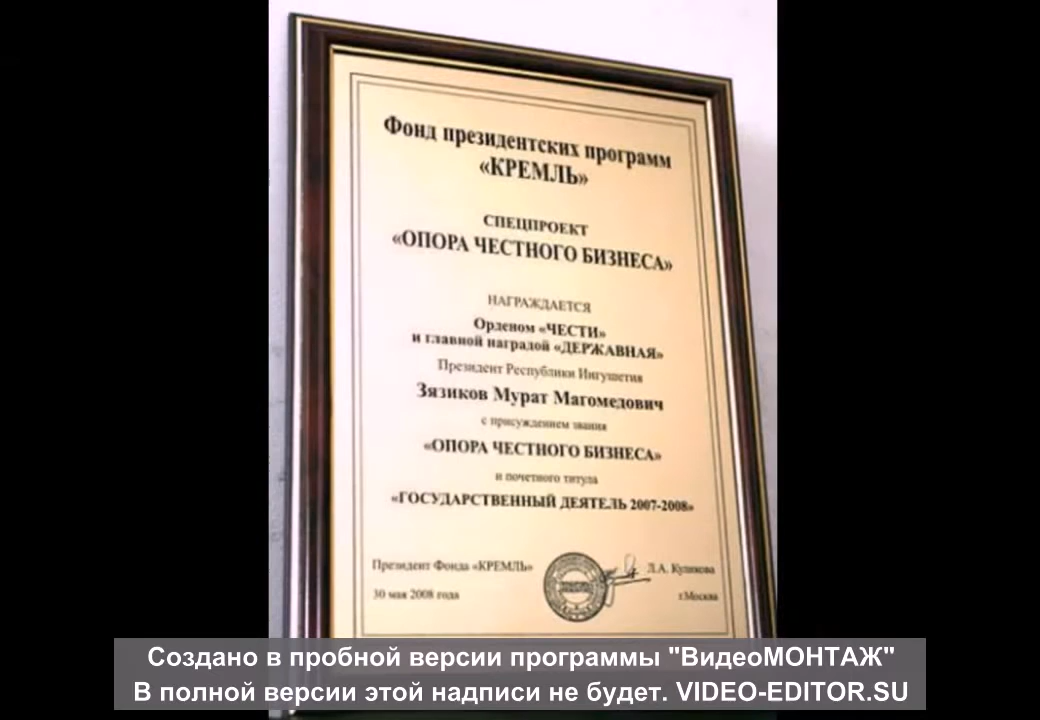 Фонд президентских программ
«КРЕМЛЬ»
СПЕЦПРОЕКТ
«ОПОРА ЧЕСТНОГО БИЗНЕСА»
НАГРАЖДАЕТСЯ
Орденом «ЧЕСТИ»
и главной наградой «ДЕРЖАВНАЯ»
Президент Республики Ингушетия
Зязиков Мурат Магомедович
с присуждением звания
«ОПОРА ЧЕСТНОГО БИЗНЕСА»
и почетного титула
«ГОСУДАРСТВЕННЫЙ ДЕЯТЕЛЬ 2007-2008»
Президент Фонда «КРЕМЛЬ» Л.А. Куликова
30 мая 2008 года г.Москва
Создано в пробной версии программы "ВидеоМОНТАЖ"
В полной версии этой надписи не будет. VIDEO-EDITOR.SU